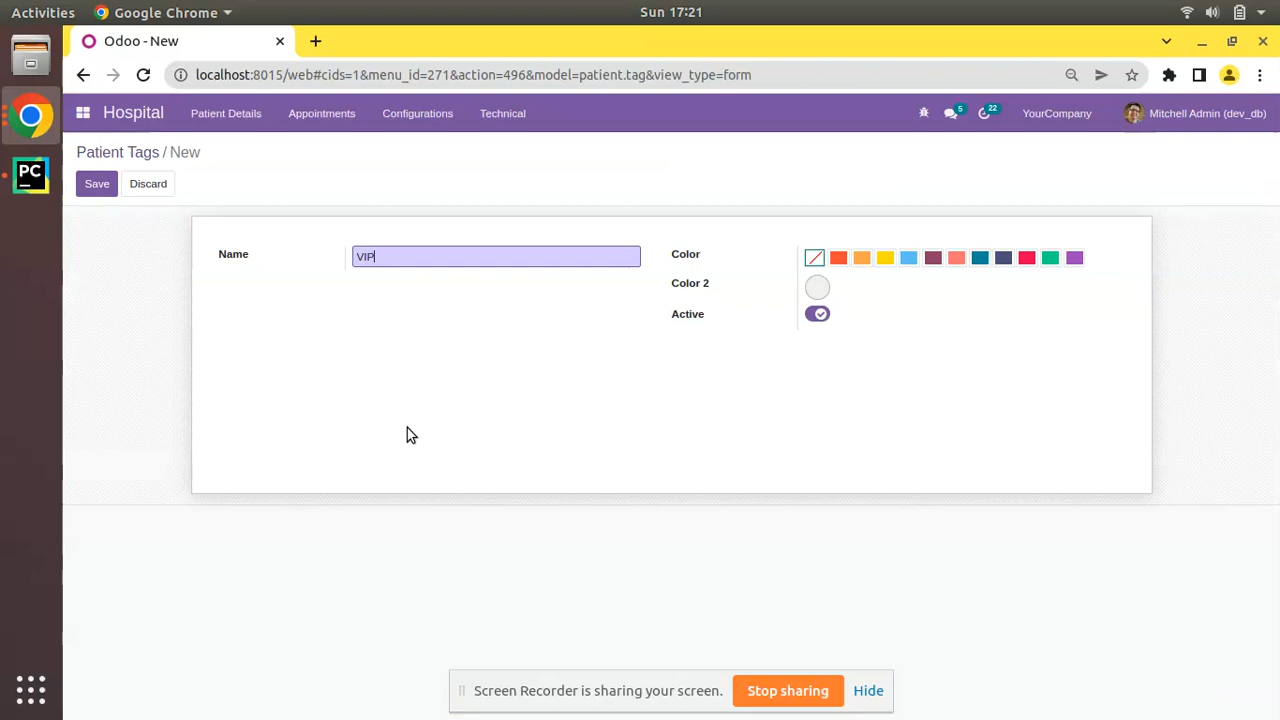 Activities Google Chrome Sun 17:21
Odoo - New
localhost:8015/web#cids=1&menu_id=271&action=496&model=patient.tag&view_type=form
Hospital Patient Details Appointments Configurations Technical 5 22 YourCompany Mitchell Admin (dev_db)
PC
Patient Tags / New
Save Discard
Name VIP Color
Color 2
Active
Screen Recorder is sharing your screen. Stop sharing Hide